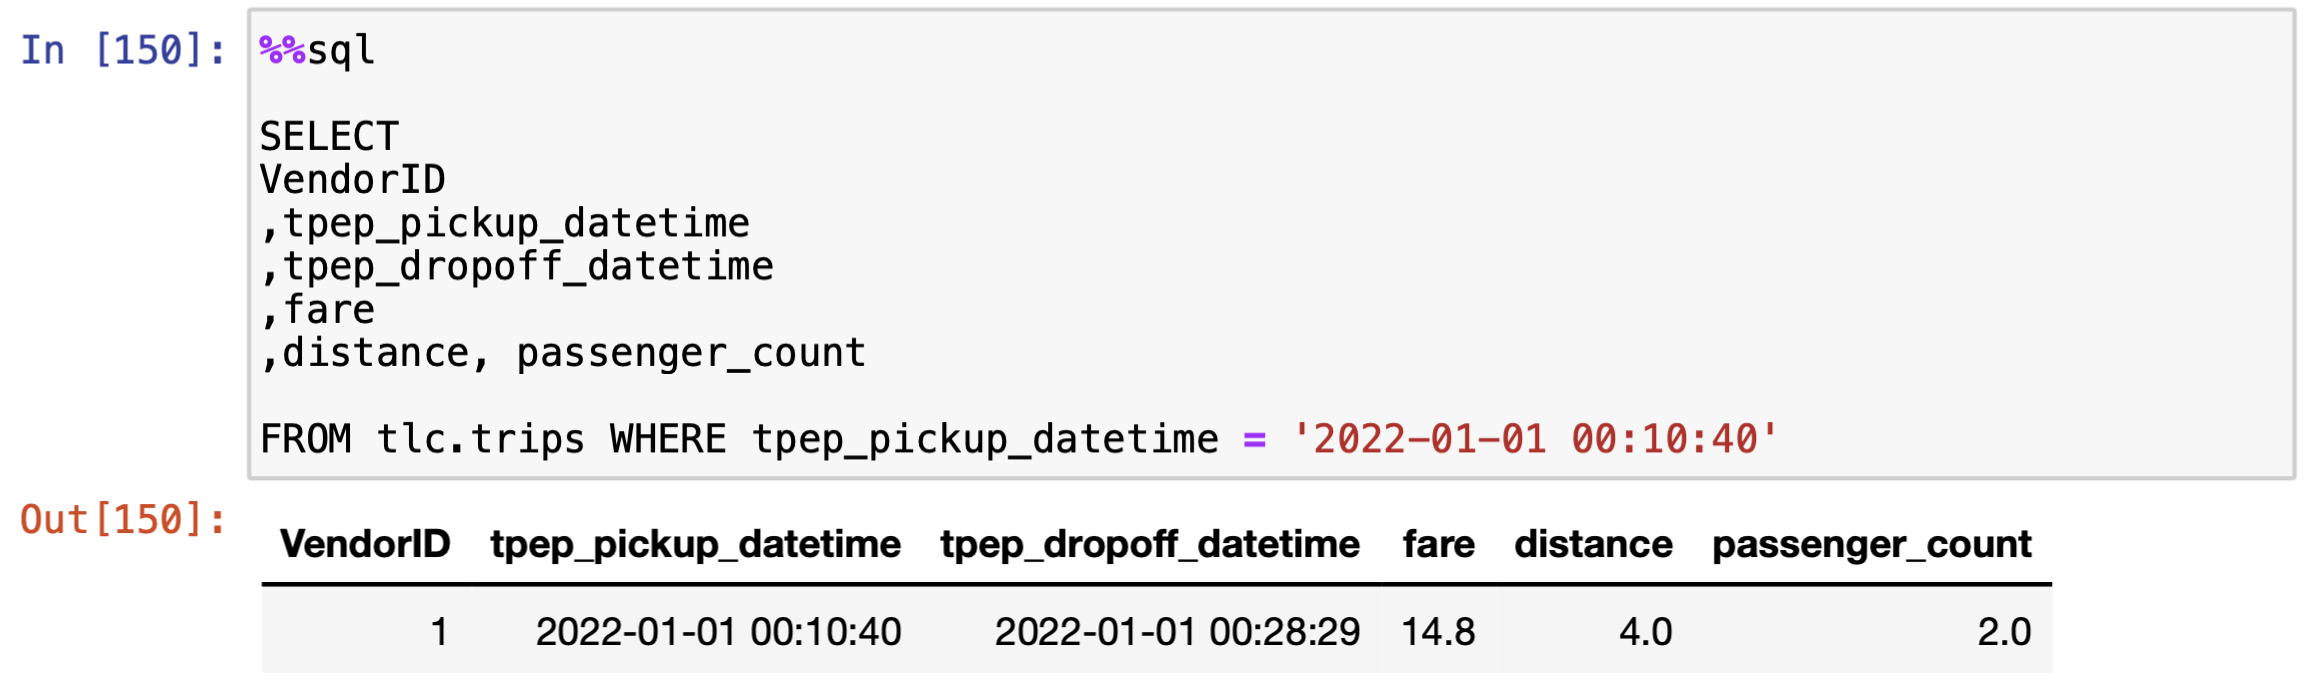 In [150]: %%sql
SELECT
VendorID
,tpep_pickup_datetime
,tpep_dropoff_datetime
,fare
,distance, passenger_count
FROM tlc.trips WHERE tpep_pickup_datetime = '2022-01-01 00:10:40'
Out[150]:
VendorID tpep_pickup_datetime tpep_dropoff_datetime fare distance passenger_count
1 2022-01-01 00:10:40 2022-01-01 00:28:29 14.8 4.0 2.0